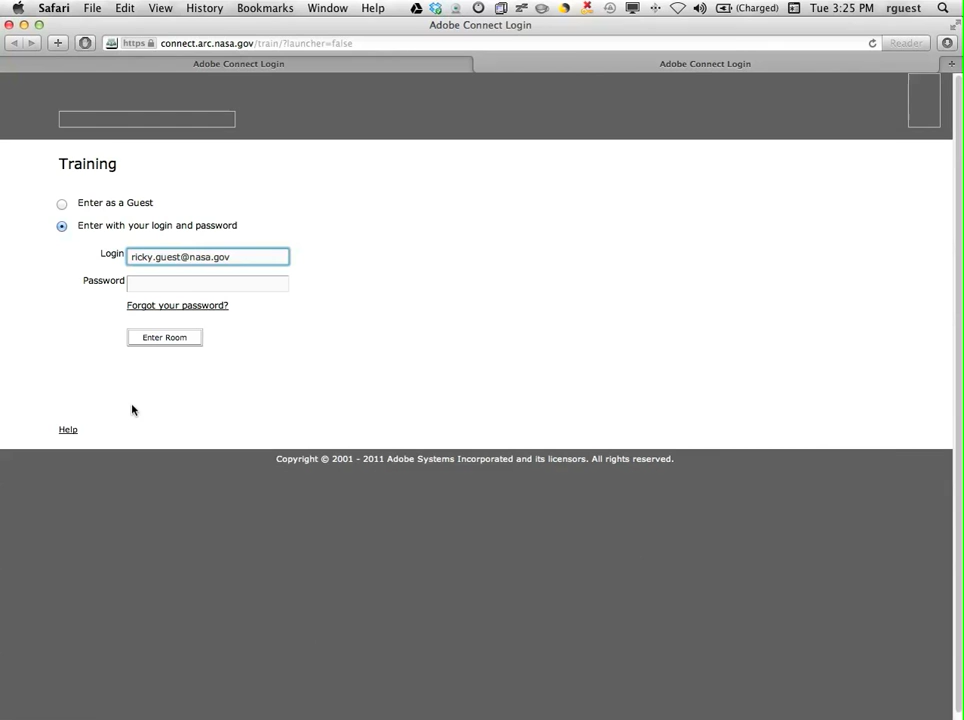 Safari File Edit View History Bookmarks Window Help (Charged) Tue 3:25 PM rguest
Adobe Connect Login
https connect.arc.nasa.gov/train/?launcher=false Reader
Adobe Connect Login Adobe Connect Login
Training
Enter as a Guest
Enter with your login and password
Login ricky.guest@nasa.gov
Password
Forgot your password?
Enter Room
Help
Copyright © 2001 - 2011 Adobe Systems Incorporated and its licensors. All rights reserved.